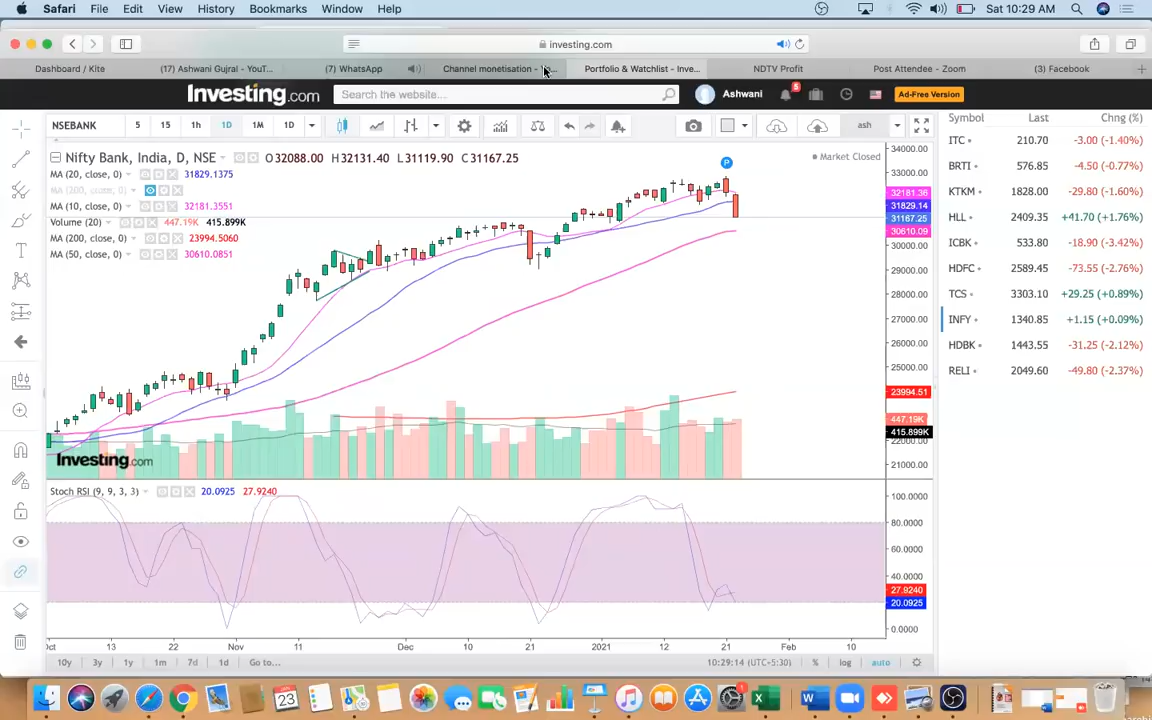 Safari File Edit View History Bookmarks Window Help Sat 10:29 AM
investing.com
Dashboard / Kite (17) Ashwani Gujral - YouT... (7) WhatsApp Channel monetisation - Portfolio & Watchlist - Inve... NDTV Profit Post Attendee - Zoom (3) Facebook
Investing.com Search the website... Ashwani 5 Ad-Free Version
NSEBANK 5 15 1h 1D 1M 1D ash
Symbol Last Chng (%)
Nifty Bank, India, D, NSE O32088.00 H32131.40 L31119.90 C31167.25
Market Closed
MA (20, close, 0) 31829.1375
MA (200, close, 0)
MA (10, close, 0) 32181.3551
Volume (20) 447.19K 415.899K
MA (200, close, 0) 23994.5060
MA (50, close, 0) 30610.0851
P
34000.00
33000.00
32181.36
31829.14
31167.25
30610.09
30000.00
29000.00
28000.00
27000.00
26000.00
25000.00
23994.51
447.19K
415.899K
22000.00
21000.00
ITC 210.70 -3.00 (-1.40%)
BRTI 576.85 -4.50 (-0.77%)
KTKM 1828.00 -29.80 (-1.60%)
HLL 2409.35 +41.70 (+1.76%)
ICBK 533.80 -18.90 (-3.42%)
HDFC 2589.45 -73.55 (-2.76%)
TCS 3303.10 +29.25 (+0.89%)
INFY 1340.85 +1.15 (+0.09%)
HDBK 1443.55 -31.25 (-2.12%)
RELI 2049.60 -49.80 (-2.37%)
Investing.com
Stoch RSI (9, 9, 3, 3) 20.0925 27.9240
100.0000
80.0000
60.0000
40.0000
27.9240
20.0925
0.0000
Oct 13 22 Nov 11 Dec 10 21 2021 12 21 Feb 10
10y 3y 1y 1m 7d 1d Go to... 10:29:14 (UTC+5:30) % log auto
23